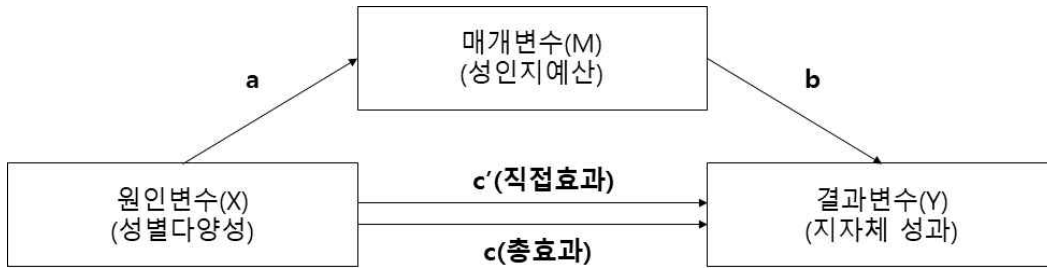 매개변수(M)
(성인지예산)
a
b
원인변수(X)
(성별다양성)
c'(직접효과)
c(총효과)
결과변수(Y)
(지자체 성과)